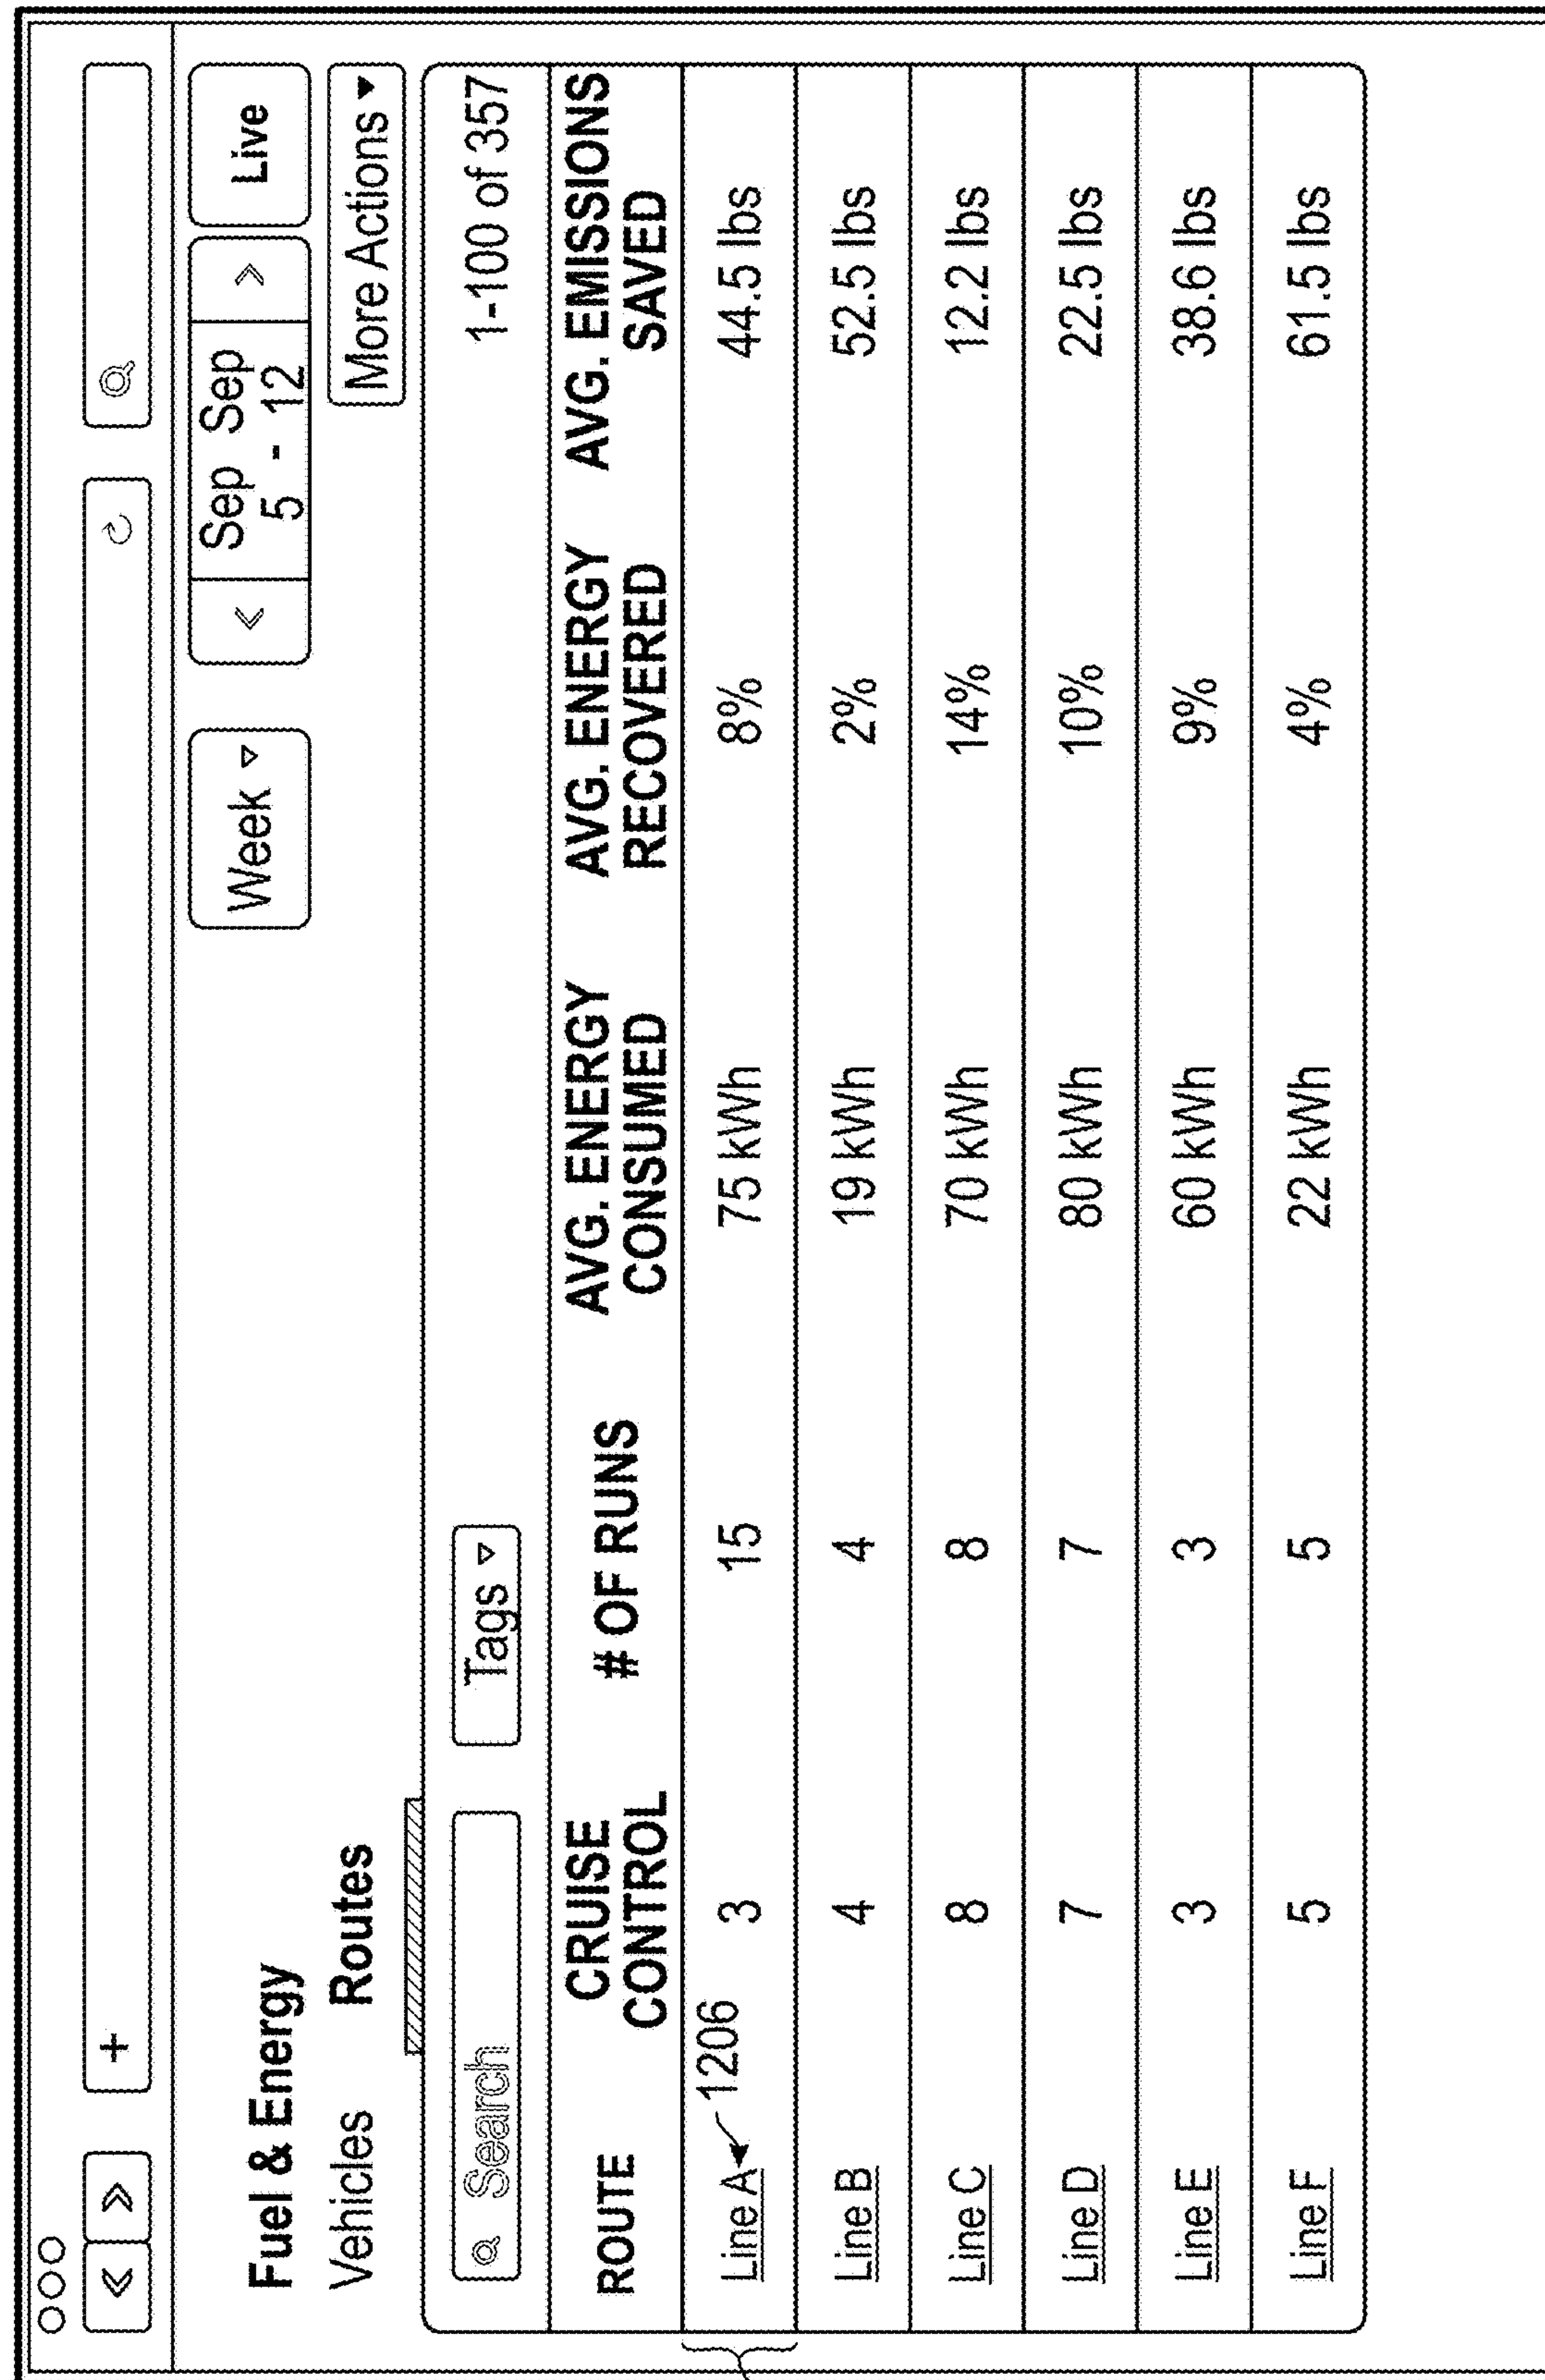 +
Fuel & Energy
Week
Sep Sep
5 - 12
Live
Vehicles Routes
More Actions
Search Tags 1-100 of 357
ROUTE CRUISE CONTROL # OF RUNS AVG. ENERGY CONSUMED AVG. ENERGY RECOVERED AVG. EMISSIONS SAVED
Line A 1206 3 15 75 kWh 8% 44.5 lbs
Line B 4 4 19 kWh 2% 52.5 lbs
Line C 8 8 70 kWh 14% 12.2 lbs
Line D 7 7 80 kWh 10% 22.5 lbs
Line E 3 3 60 kWh 9% 38.6 lbs
Line F 5 5 22 kWh 4% 61.5 lbs